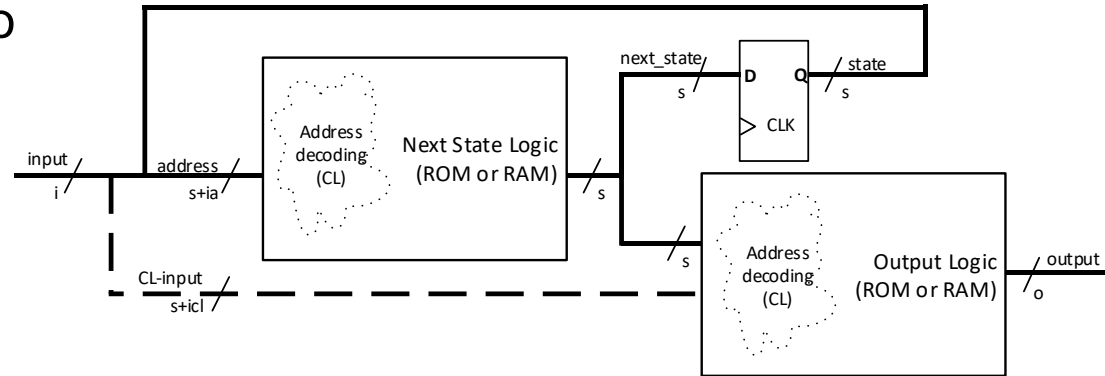 b
next_state
s
D
Q
state
s
CLK
input
i
address
s+ia
Address
decoding
(CL)
Next State Logic
(ROM or RAM)
s
s
CL-input
s+icl
Address
decoding
(CL)
Output Logic
(ROM or RAM)
output
o